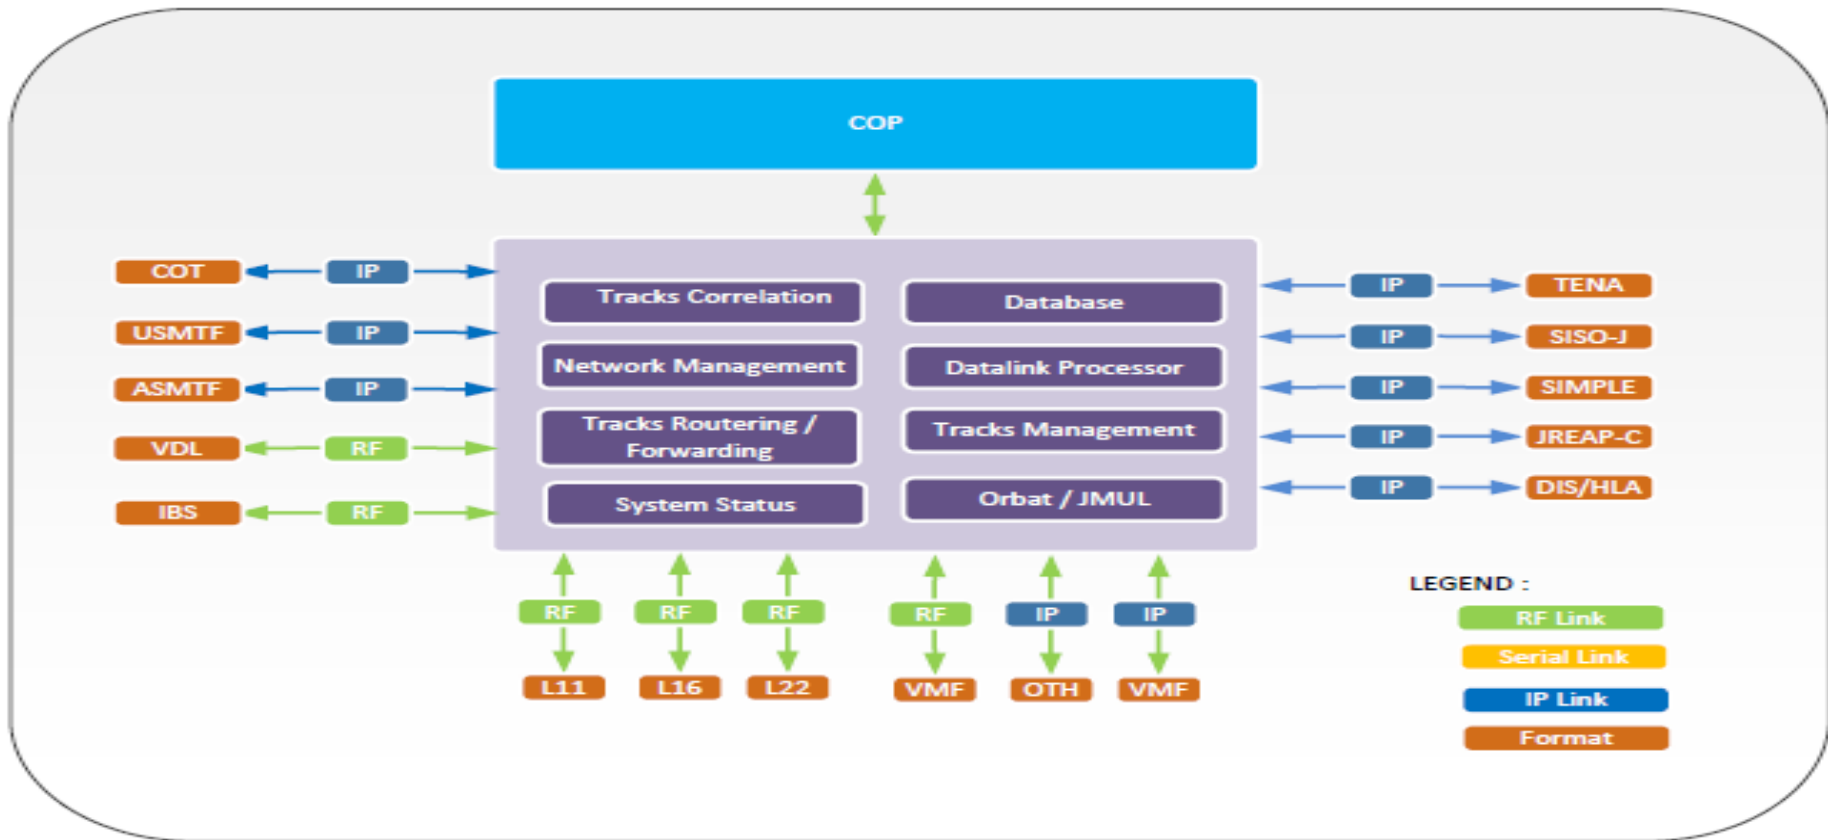 COP
COT
IP
USMTF
IP
ASMTF
IP
VDL
RF
IBS
RF
Tracks Correlation
Network Management
Tracks Routering /
Forwarding
System Status
Database
Datalink Processor
Tracks Management
Orbat / JMUL
IP
TENA
IP
SISO-J
IP
SIMPLE
IP
JREAP-C
IP
DIS/HLA
RF
RF
RF
RF
IP
IP
L11
L16
L22
VMF
OTH
VMF
LEGEND :
RF Link
Serial Link
IP Link
Format